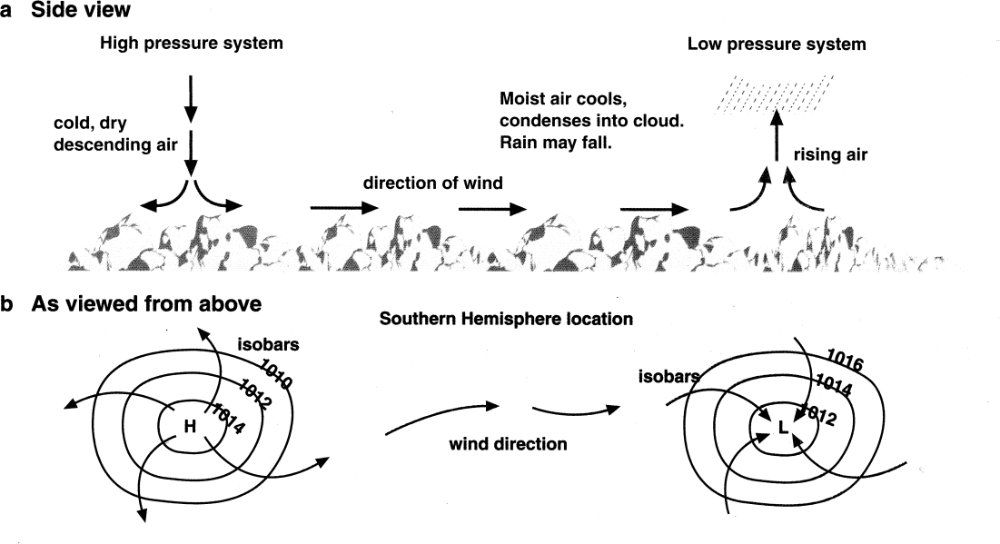 a Side view
High pressure system
Low pressure system
cold, dry
descending air
Moist air cools,
condenses into cloud.
Rain may fall.
rising air
direction of wind
b As viewed from above
Southern Hemisphere location
isobars
1010
1012
1014
H
wind direction
isobars
1016
1014
1012
L